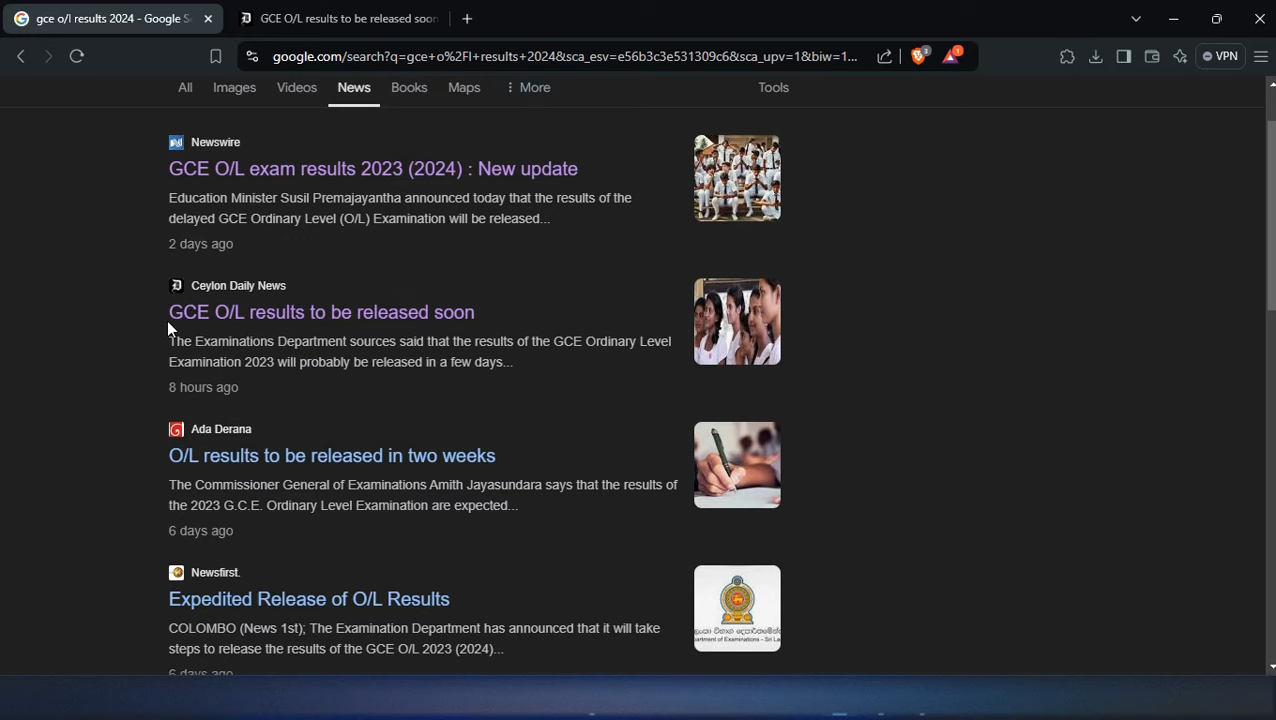 gce o/l results 2024 - Google S
GCE O/L results to be released soon
google.com/search?q=gce+o%2Fl+results+2024&sca_esv=e56b3c3e531309c6&sca_upv=1&biw=1...
3
1
VPN
All
Images
Videos
News
Books
Maps
More
Tools
Newswire
GCE O/L exam results 2023 (2024) : New update
Education Minister Susil Premajayantha announced today that the results of the
delayed GCE Ordinary Level (O/L) Examination will be released...
2 days ago
Ceylon Daily News
GCE O/L results to be released soon
The Examinations Department sources said that the results of the GCE Ordinary Level
Examination 2023 will probably be released in a few days...
8 hours ago
Ada Derana
O/L results to be released in two weeks
The Commissioner General of Examinations Amith Jayasundara says that the results of
the 2023 G.C.E. Ordinary Level Examination are expected...
6 days ago
Newsfirst.
Expedited Release of O/L Results
COLOMBO (News 1st); The Examination Department has announced that it will take
steps to release the results of the GCE O/L 2023 (2024)...
6 days ago